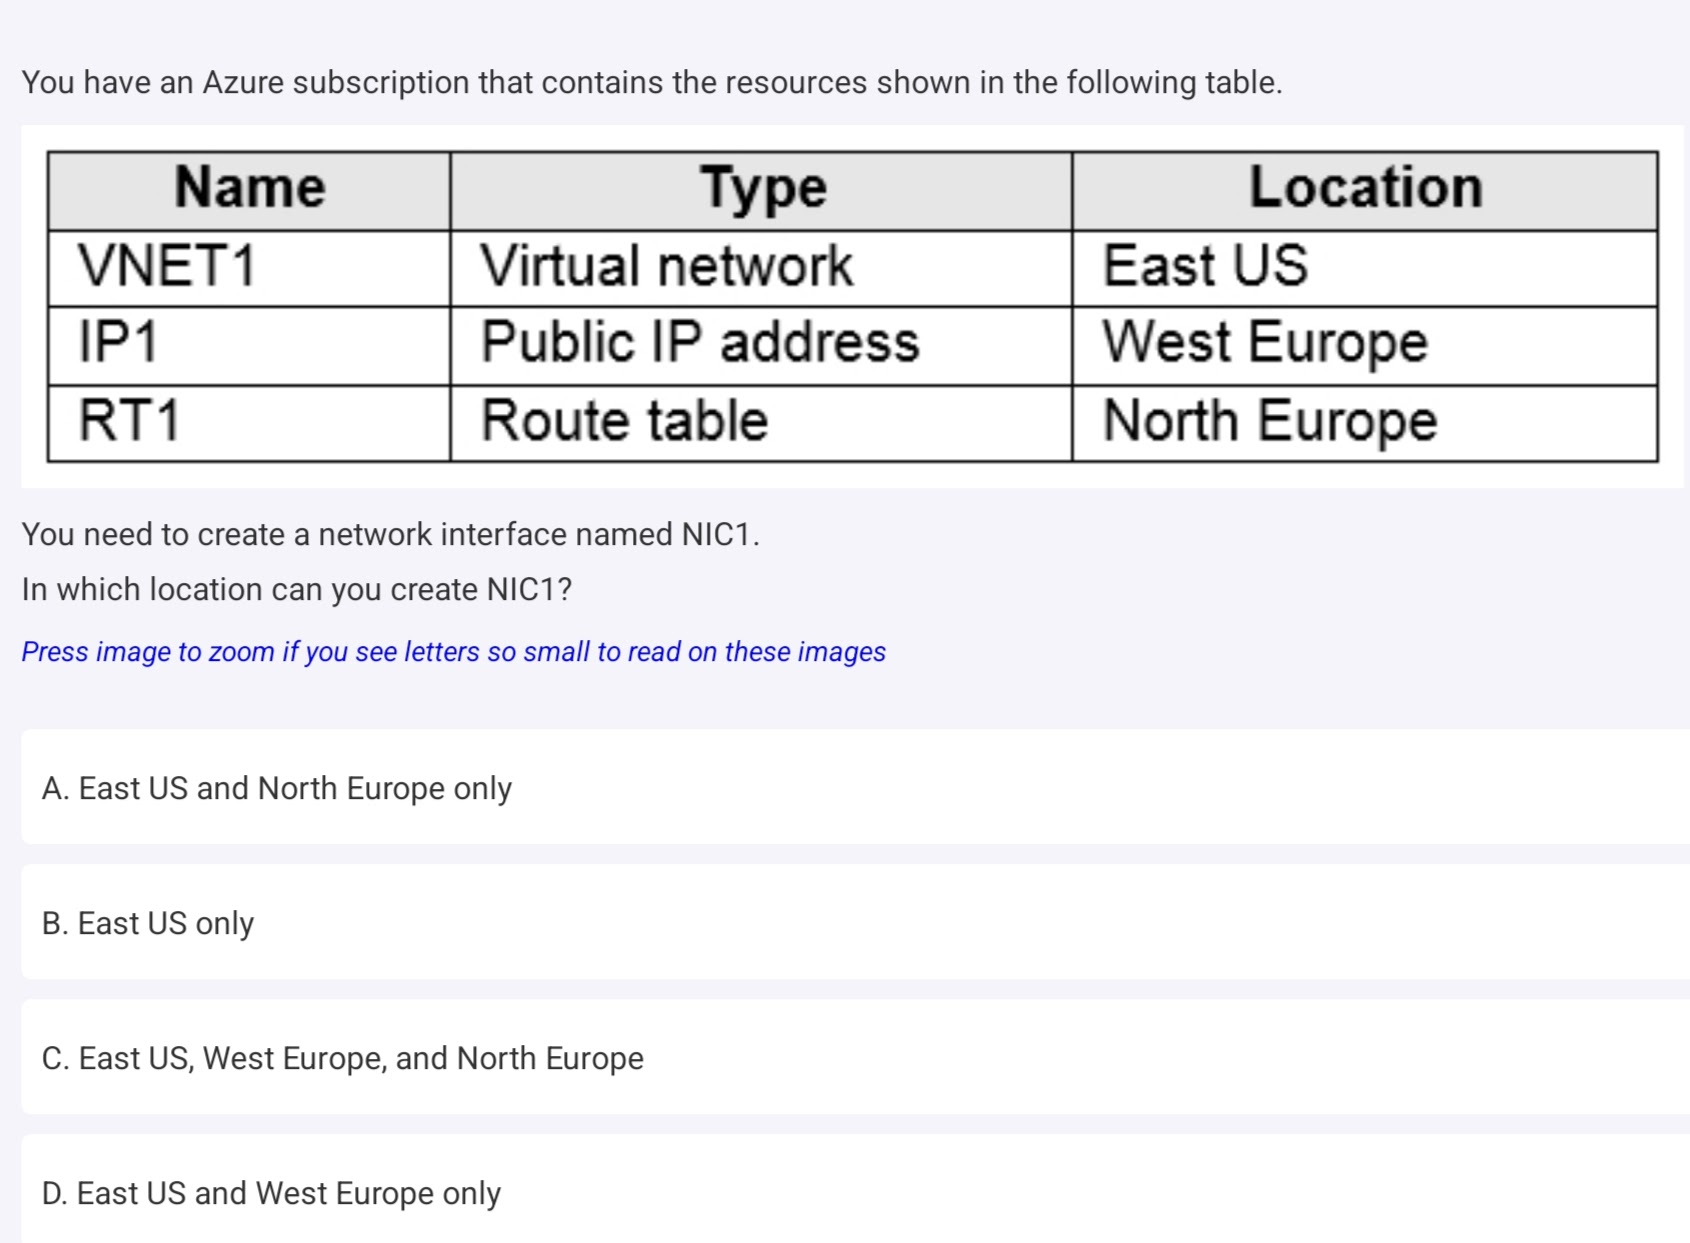 You have an Azure subscription that contains the resources shown in the following table.
Name Type Location
VNET1 Virtual network East US
IP1 Public IP address West Europe
RT1 Route table North Europe
You need to create a network interface named NIC1.
In which location can you create NIC1?
Press image to zoom if you see letters so small to read on these images
A. East US and North Europe only
B. East US only
C. East US, West Europe, and North Europe
D. East US and West Europe only